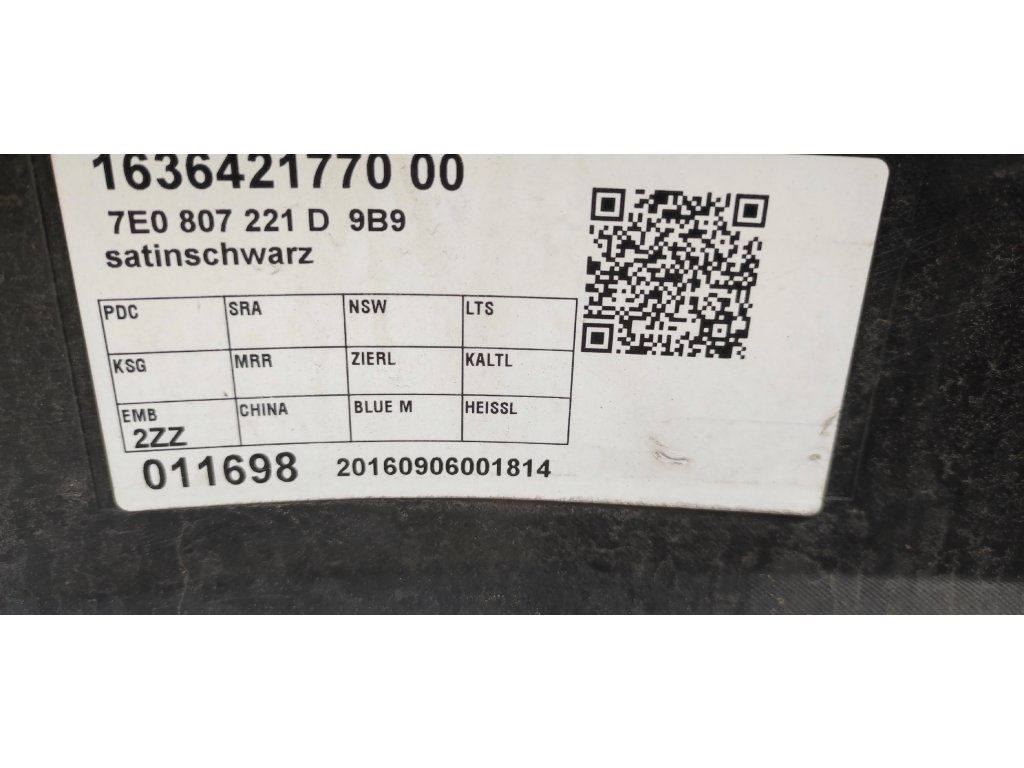 1636421770 00
7E0 807 221 D 9B9
satinschwarz
PDC SRA NSW LTS
KSG MRR ZIERL KALTL
EMB CHINA BLUE M HEISSL
2ZZ
011698 20160906001814